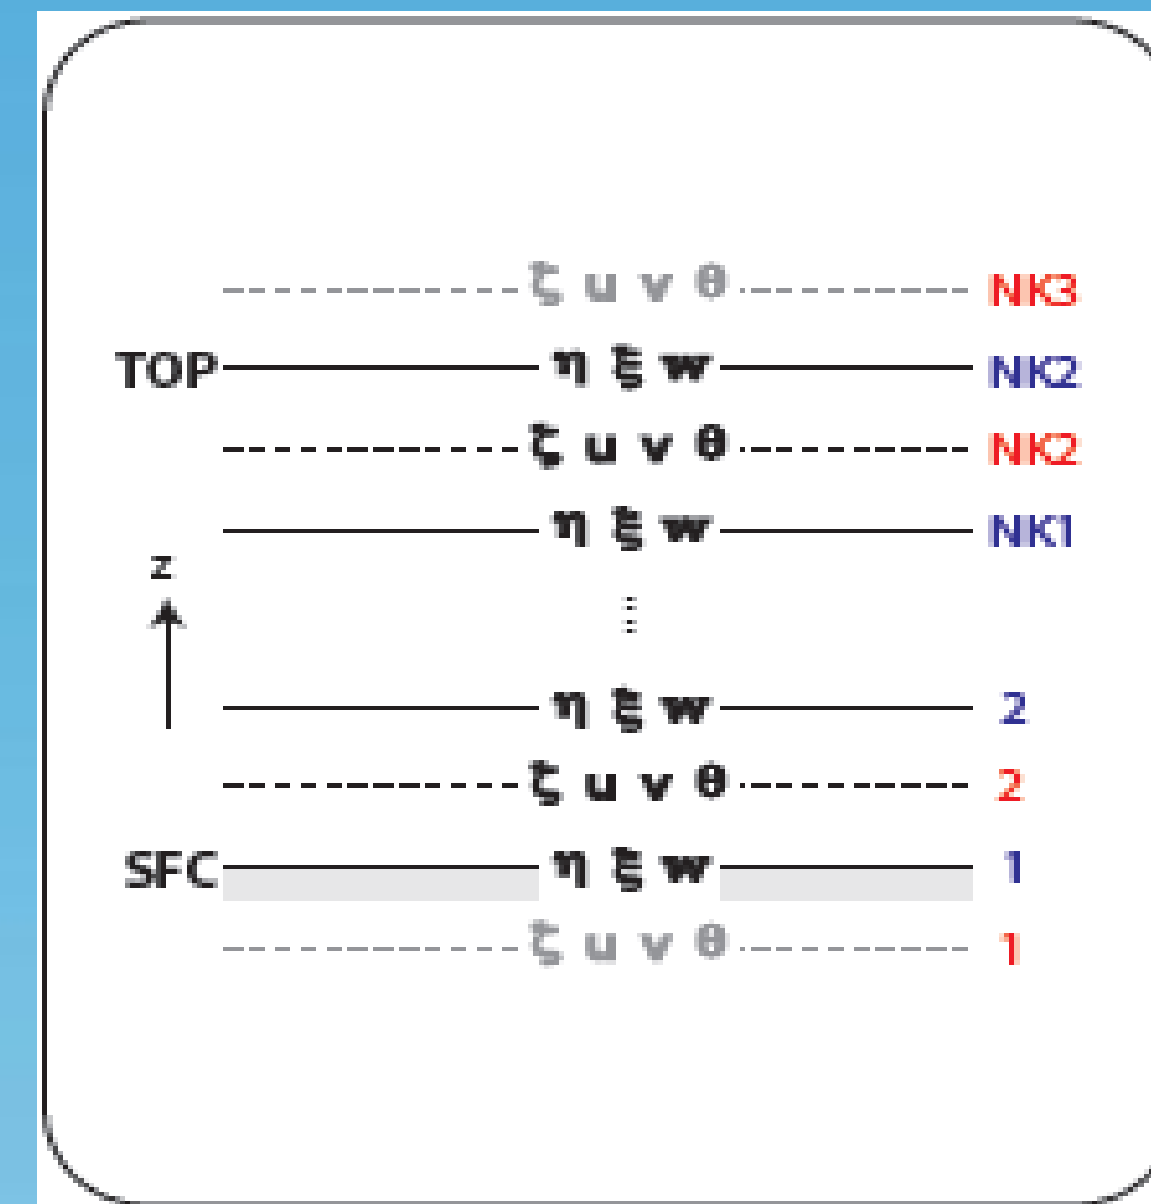 ζ u v θ NK3
TOP η ξ w NK2
ζ u v θ NK2
η ξ w NK1
z
η ξ w 2
ζ u v θ 2
SFC η ξ w 1
ζ u v θ 1